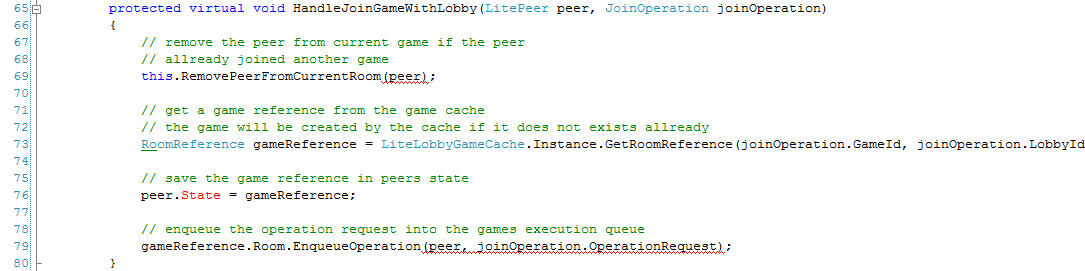 65 protected virtual void HandleJoinGameWithLobby(LitePeer peer, JoinOperation joinOperation)
66 {
67 // remove the peer from current game if the peer
68 // allready joined another game
69 this.RemovePeerFromCurrentRoom(peer);
70
71 // get a game reference from the game cache
72 // the game will be created by the cache if it does not exists allready
73 RoomReference gameReference = LiteLobbyGameCache.Instance.GetRoomReference(joinOperation.GameId, joinOperation.LobbyId
74
75 // save the game reference in peers state
76 peer.State = gameReference;
77
78 // enqueue the operation request into the games execution queue
79 gameReference.Room.EnqueueOperation(peer, joinOperation.OperationRequest);
80 }